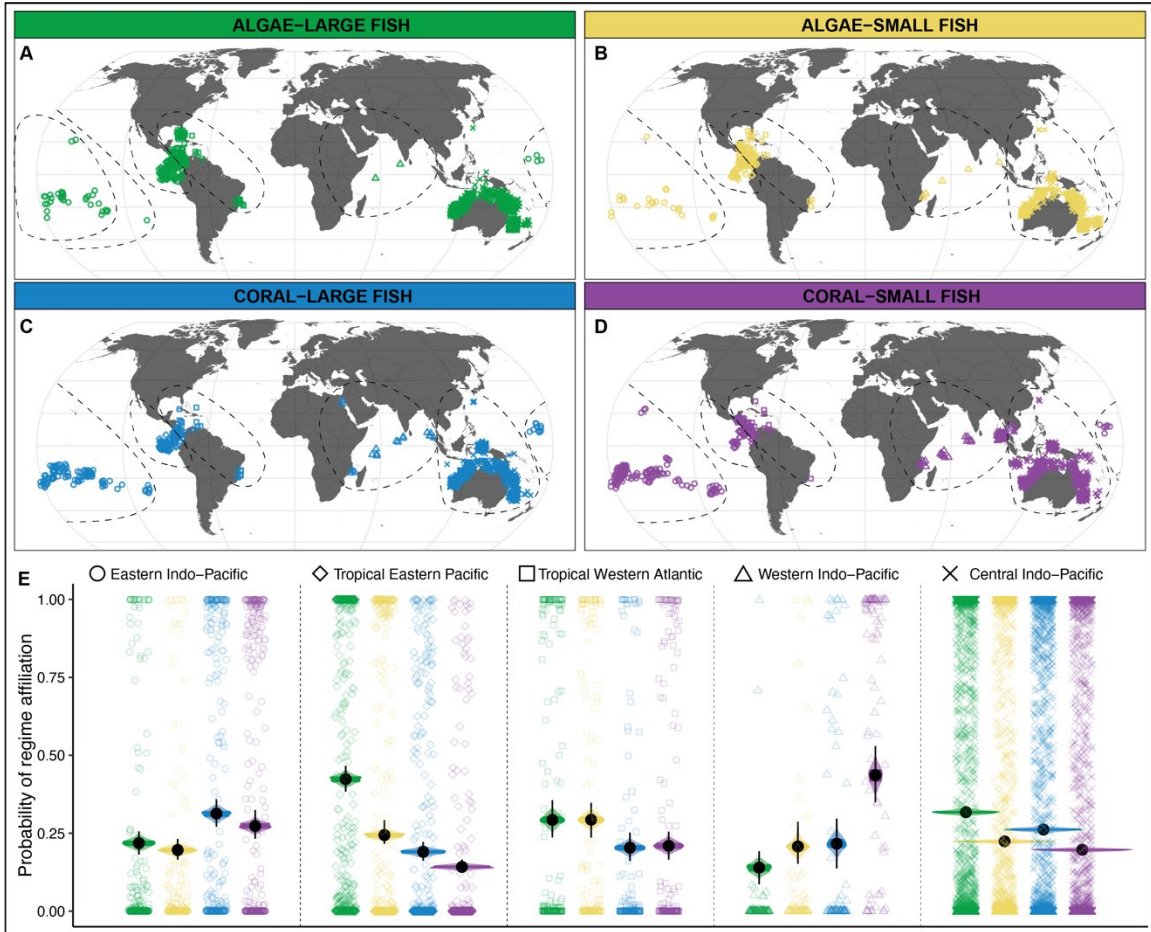 ALGAE−LARGE FISH
ALGAE−SMALL FISH
A
B
CORAL−LARGE FISH
CORAL−SMALL FISH
C
D
E
Eastern Indo−Pacific
Tropical Eastern Pacific
Tropical Western Atlantic
Western Indo−Pacific
Central Indo−Pacific
Probability of regime affiliation
1.00
0.75
0.50
0.25
0.00